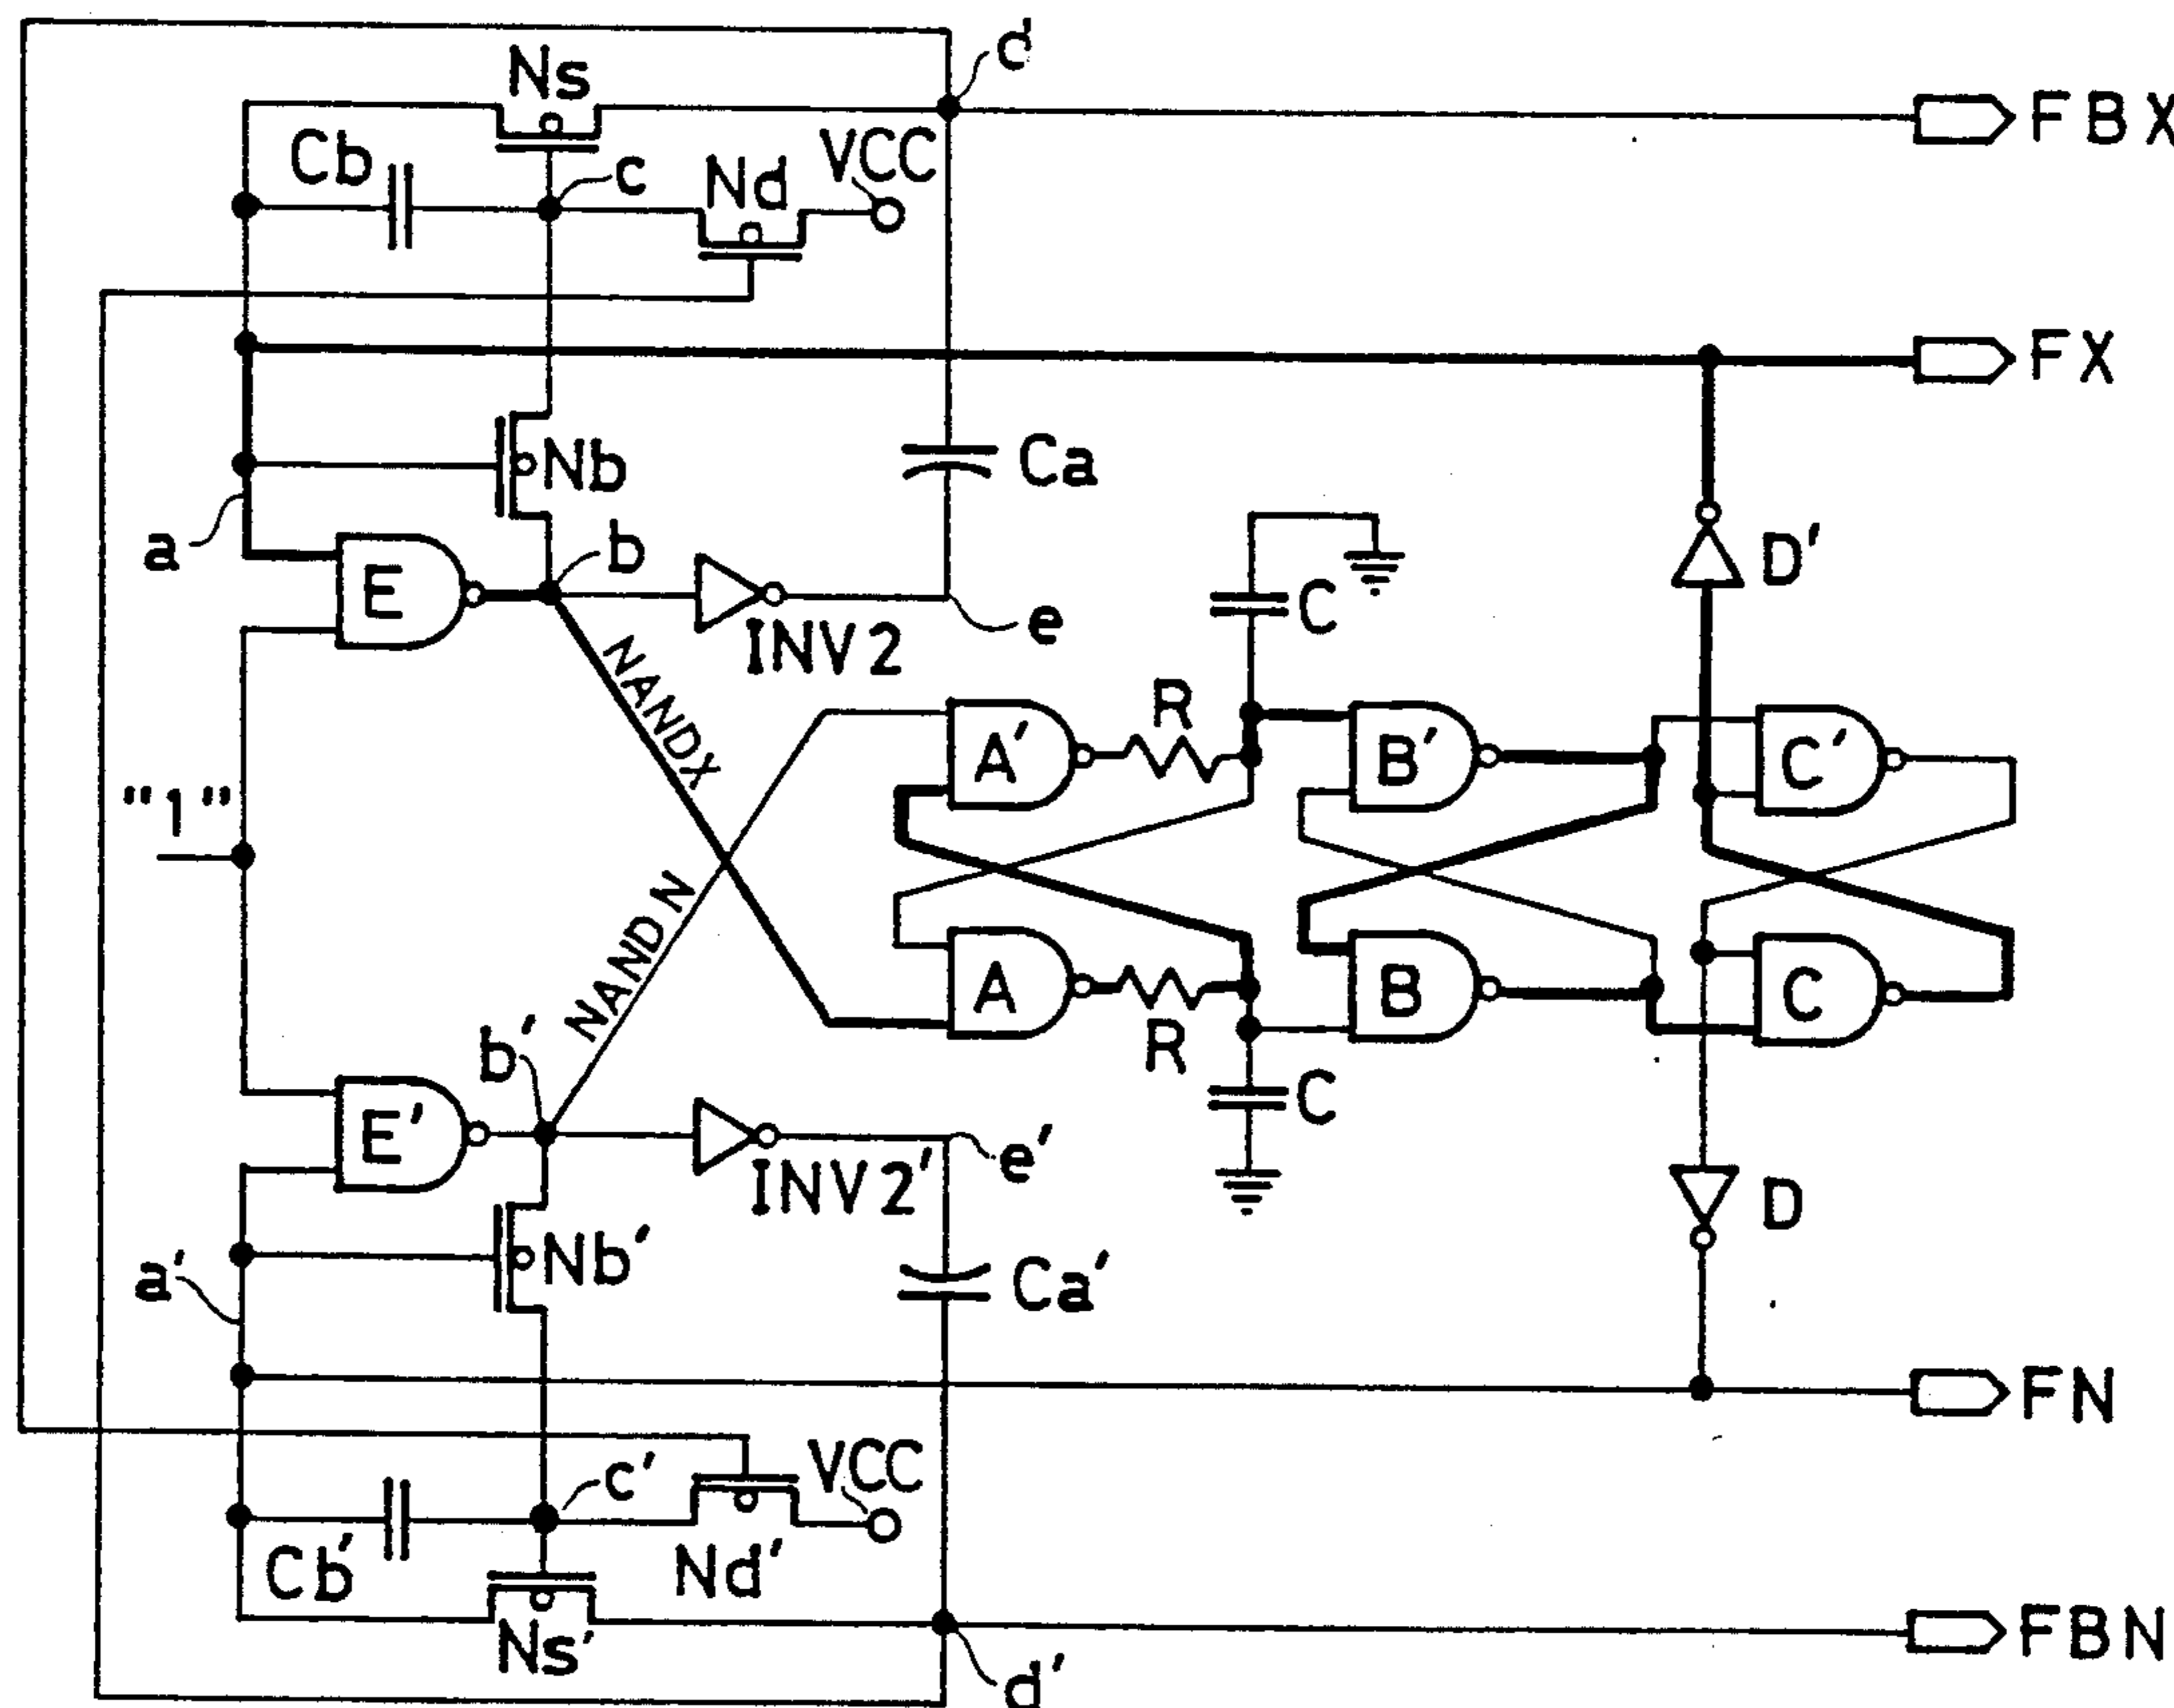 d
Ns
FBX
Cb
c
Nd
VCC
FX
Nb
Ca
a
b
D'
E
C
INV2
e
NANDX
R
A'
B'
C'
"1"
NANDN
A
B
C
R
b'
C
E'
e'
INV2'
D
Nb'
a'
Ca'
FN
c'
VCC
Cb'
Nd'
Ns'
FBN
d'